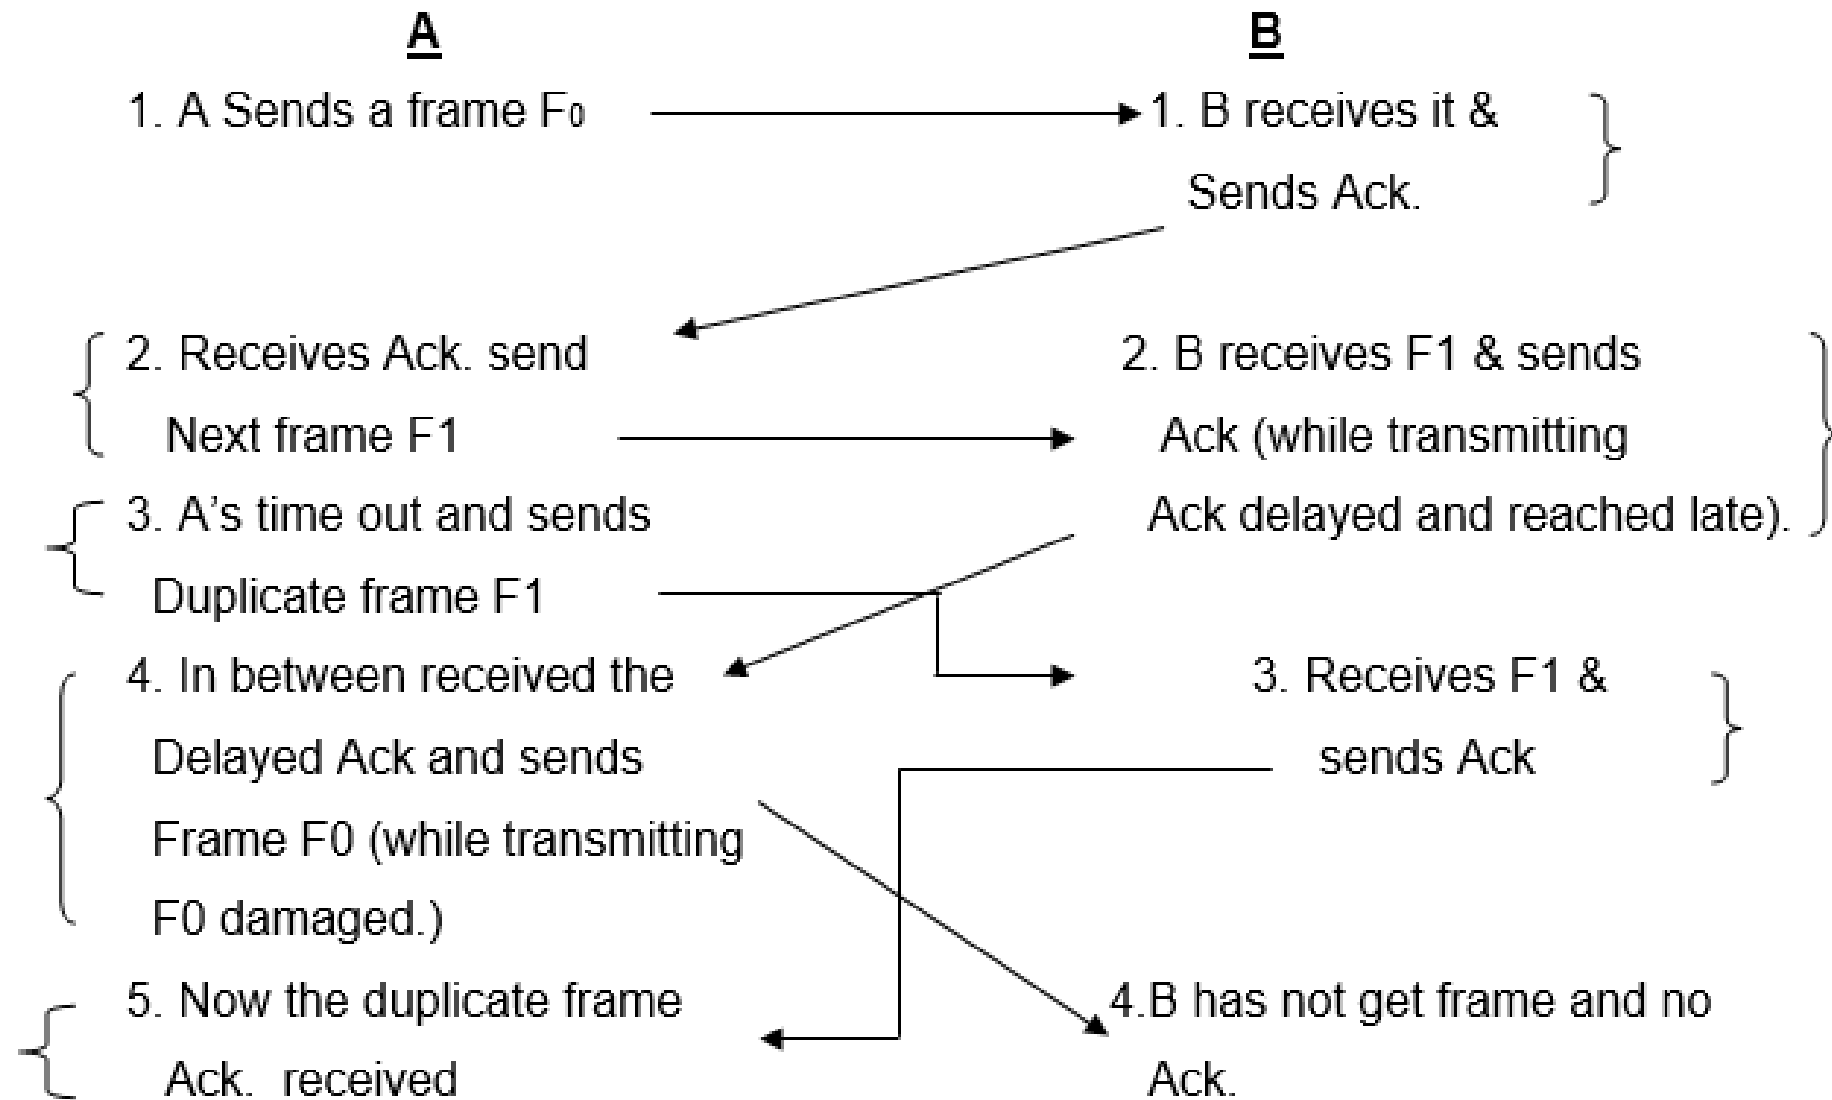 A
B
1. A Sends a frame F0
1. B receives it &
Sends Ack.
2. Receives Ack. send
Next frame F1
2. B receives F1 & sends
Ack (while transmitting
Ack delayed and reached late).
3. A's time out and sends
Duplicate frame F1
4. In between received the
Delayed Ack and sends
Frame F0 (while transmitting
F0 damaged.)
3. Receives F1 &
sends Ack
5. Now the duplicate frame
Ack. received
4.B has not get frame and no
Ack.